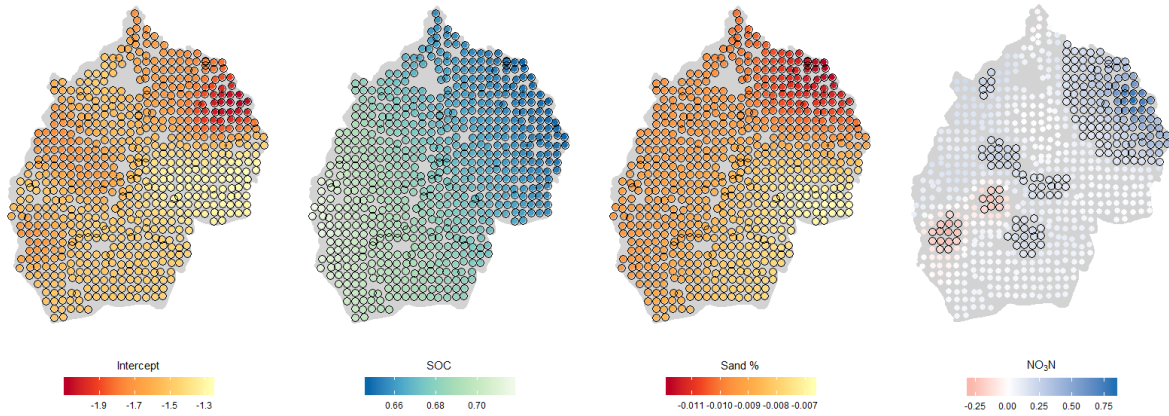 Intercept
-1.9 -1.7 -1.5 -1.3
SOC
0.66 0.68 0.70
Sand %
-0.011 -0.010 -0.009 -0.008 -0.007
NO₃N
-0.25 0.00 0.25 0.50 0.75